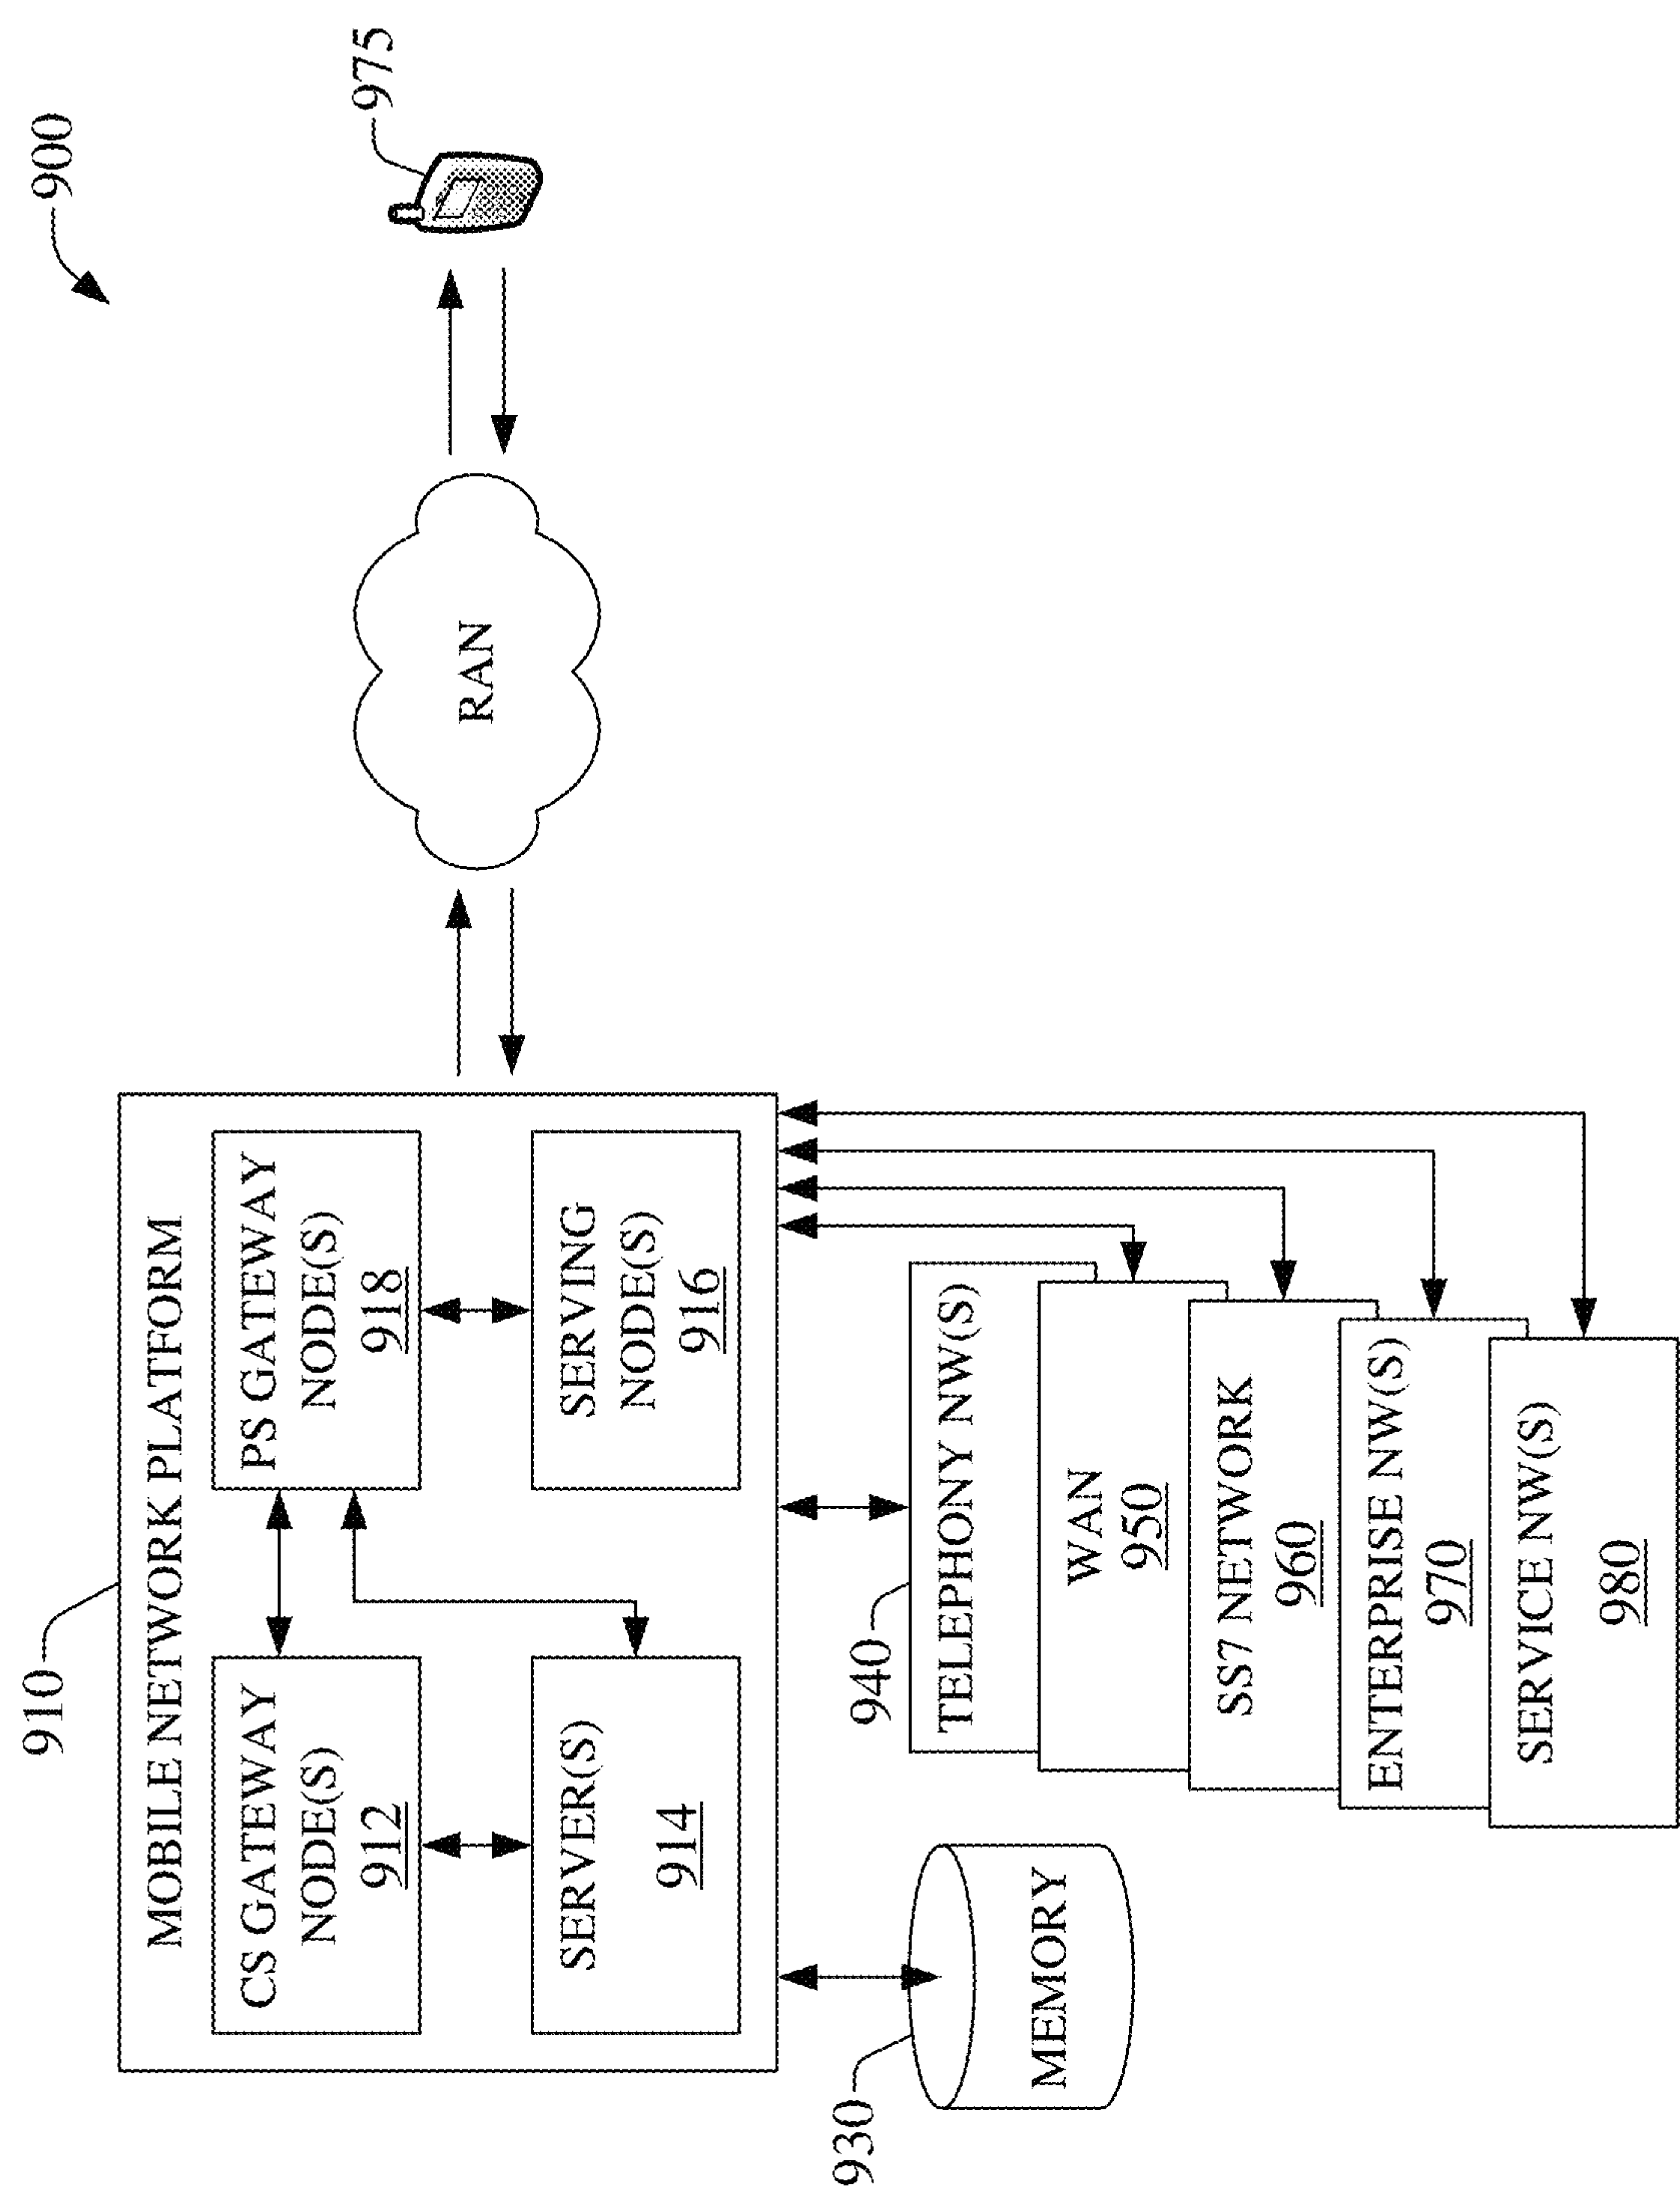 900
910
MOBILE NETWORK PLATFORM
CS GATEWAY
NODE(S)
912
PS GATEWAY
NODE(S)
918
SERVER(S)
914
SERVING
NODE(S)
916
RAN
975
930
MEMORY
940
TELEPHONY NW(S)
WAN
950
SS7 NETWORK
960
ENTERPRISE NW(S)
970
SERVICE NW(S)
980